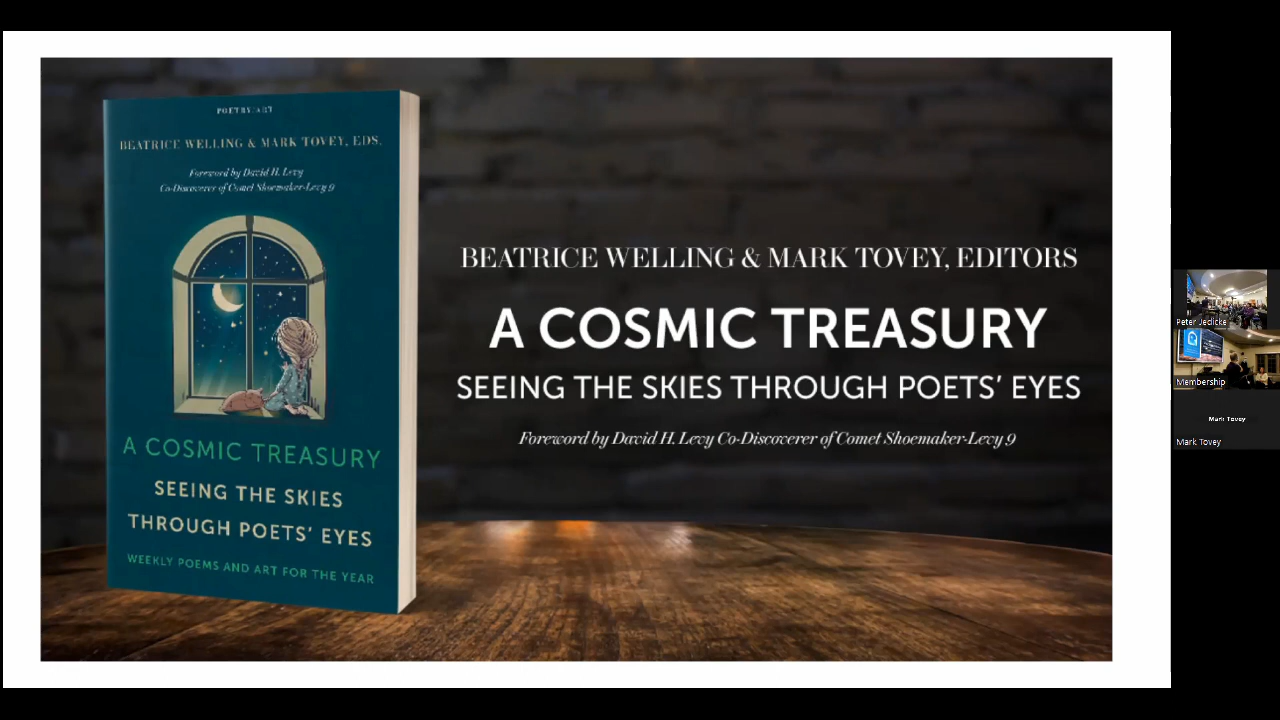 POETRY/ART
BEATRICE WELLING & MARK TOVEY, EDS.
Foreword by David H. Levy
Co-Discoverer of Comet Shoemaker-Levy 9
A COSMIC TREASURY
SEEING THE SKIES
THROUGH POETS' EYES
WEEKLY POEMS AND ART FOR THE YEAR
BEATRICE WELLING & MARK TOVEY, EDITORS
A COSMIC TREASURY
SEEING THE SKIES THROUGH POETS' EYES
Foreword by David H. Levy Co-Discoverer of Comet Shoemaker-Levy 9
Peter Jedicke
Membership
Mark Tovey
Mark Tovey